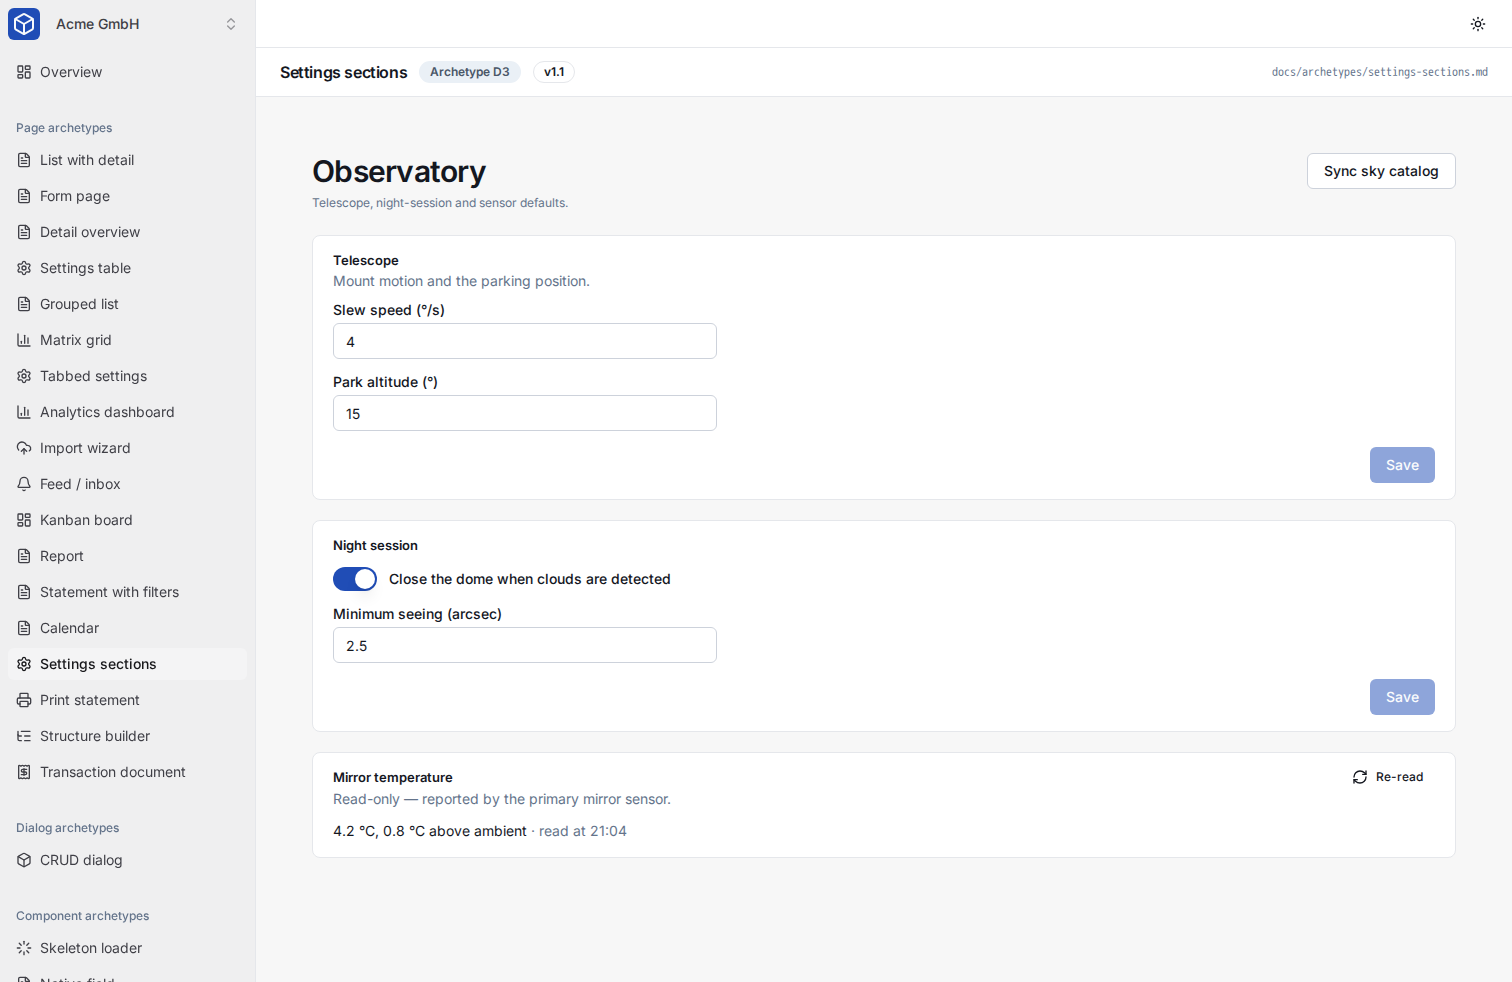 Acme GmbH
Overview
Page archetypes
List with detail
Form page
Detail overview
Settings table
Grouped list
Matrix grid
Tabbed settings
Analytics dashboard
Import wizard
Feed / inbox
Kanban board
Report
Statement with filters
Calendar
Settings sections
Print statement
Structure builder
Transaction document
Dialog archetypes
CRUD dialog
Component archetypes
Skeleton loader
Native field
Settings sections Archetype D3 v1.1 docs/archetypes/settings-sections.md
Observatory
Sync sky catalog
Telescope, night-session and sensor defaults.
Telescope
Mount motion and the parking position.
Slew speed (°/s)
4
Park altitude (°)
15
Save
Night session
Close the dome when clouds are detected
Minimum seeing (arcsec)
2.5
Save
Mirror temperature
Re-read
Read-only — reported by the primary mirror sensor.
4.2 °C, 0.8 °C above ambient · read at 21:04